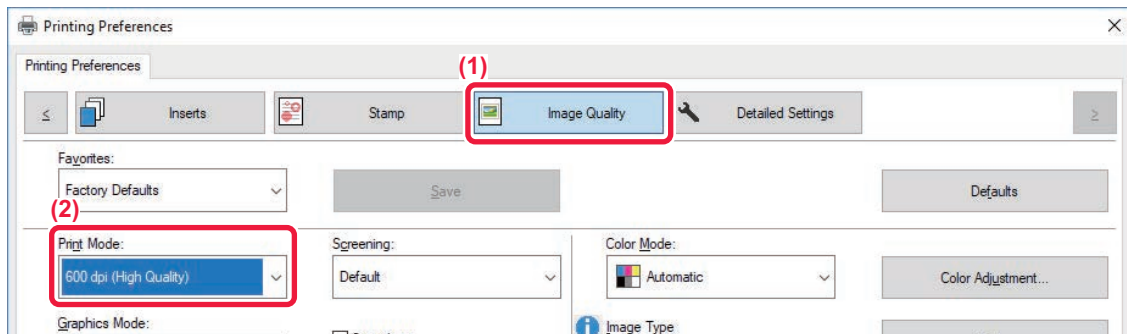 Printing Preferences
Printing Preferences
(1)
≤ Inserts Stamp Image Quality Detailed Settings ≥
Favorites:
Factory Defaults Save Defaults
(2)
Print Mode: Screening: Color Mode:
600 dpi (High Quality) Default Automatic Color Adjustment...
Graphics Mode: Image Type